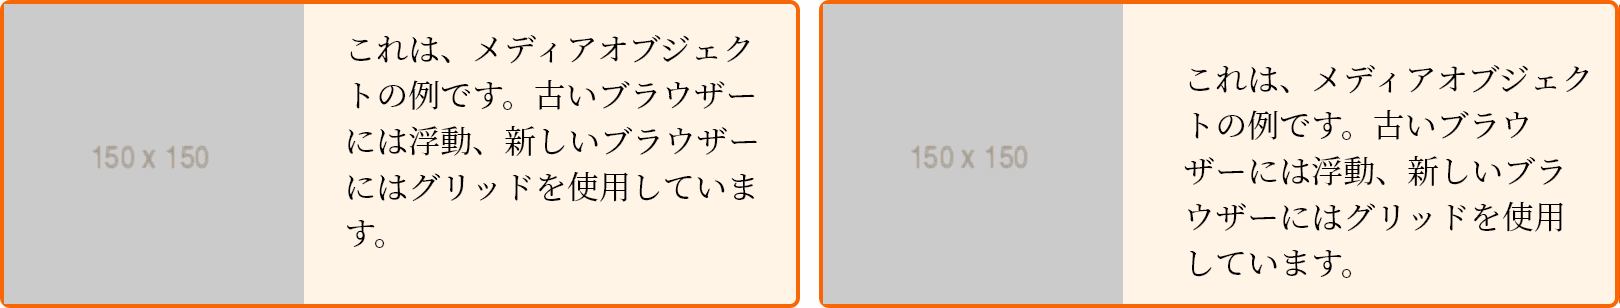 150 x 150
これは、メディアオブジェク
トの例です。古いブラウザー
には浮動、新しいブラウザー
にはグリッドを使用していま
す。
150 x 150
これは、メディアオブジェク
トの例です。古いブラウ
ザーには浮動、新しいブラ
ウザーにはグリッドを使用
しています。